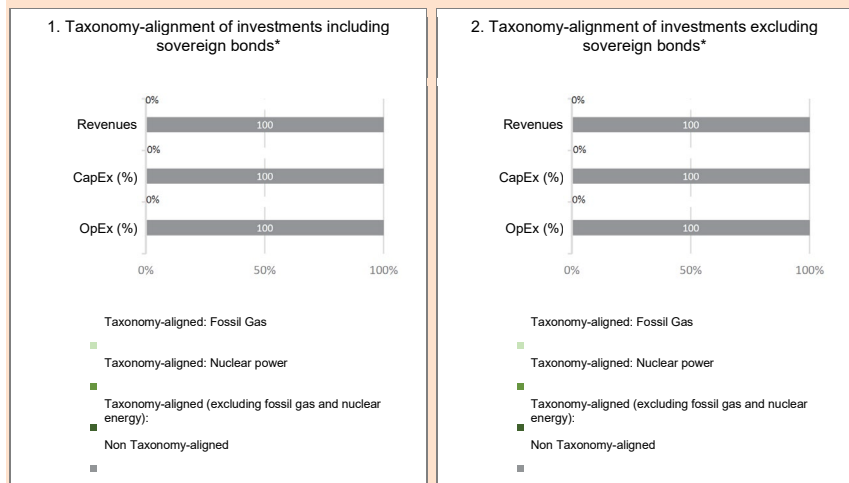 1. Taxonomy-alignment of investments including
sovereign bonds*
0%
Revenues
100
0%
CapEx (%)
100
0%
OpEx (%)
100
0%
50%
100%
Taxonomy-aligned: Fossil Gas
Taxonomy-aligned: Nuclear power
Taxonomy-aligned (excluding fossil gas and nuclear
energy):
Non Taxonomy-aligned
2. Taxonomy-alignment of investments excluding
sovereign bonds*
0%
Revenues
100
0%
CapEx (%)
100
0%
OpEx (%)
100
0%
50%
100%
Taxonomy-aligned: Fossil Gas
Taxonomy-aligned: Nuclear power
Taxonomy-aligned (excluding fossil gas and nuclear
energy):
Non Taxonomy-aligned